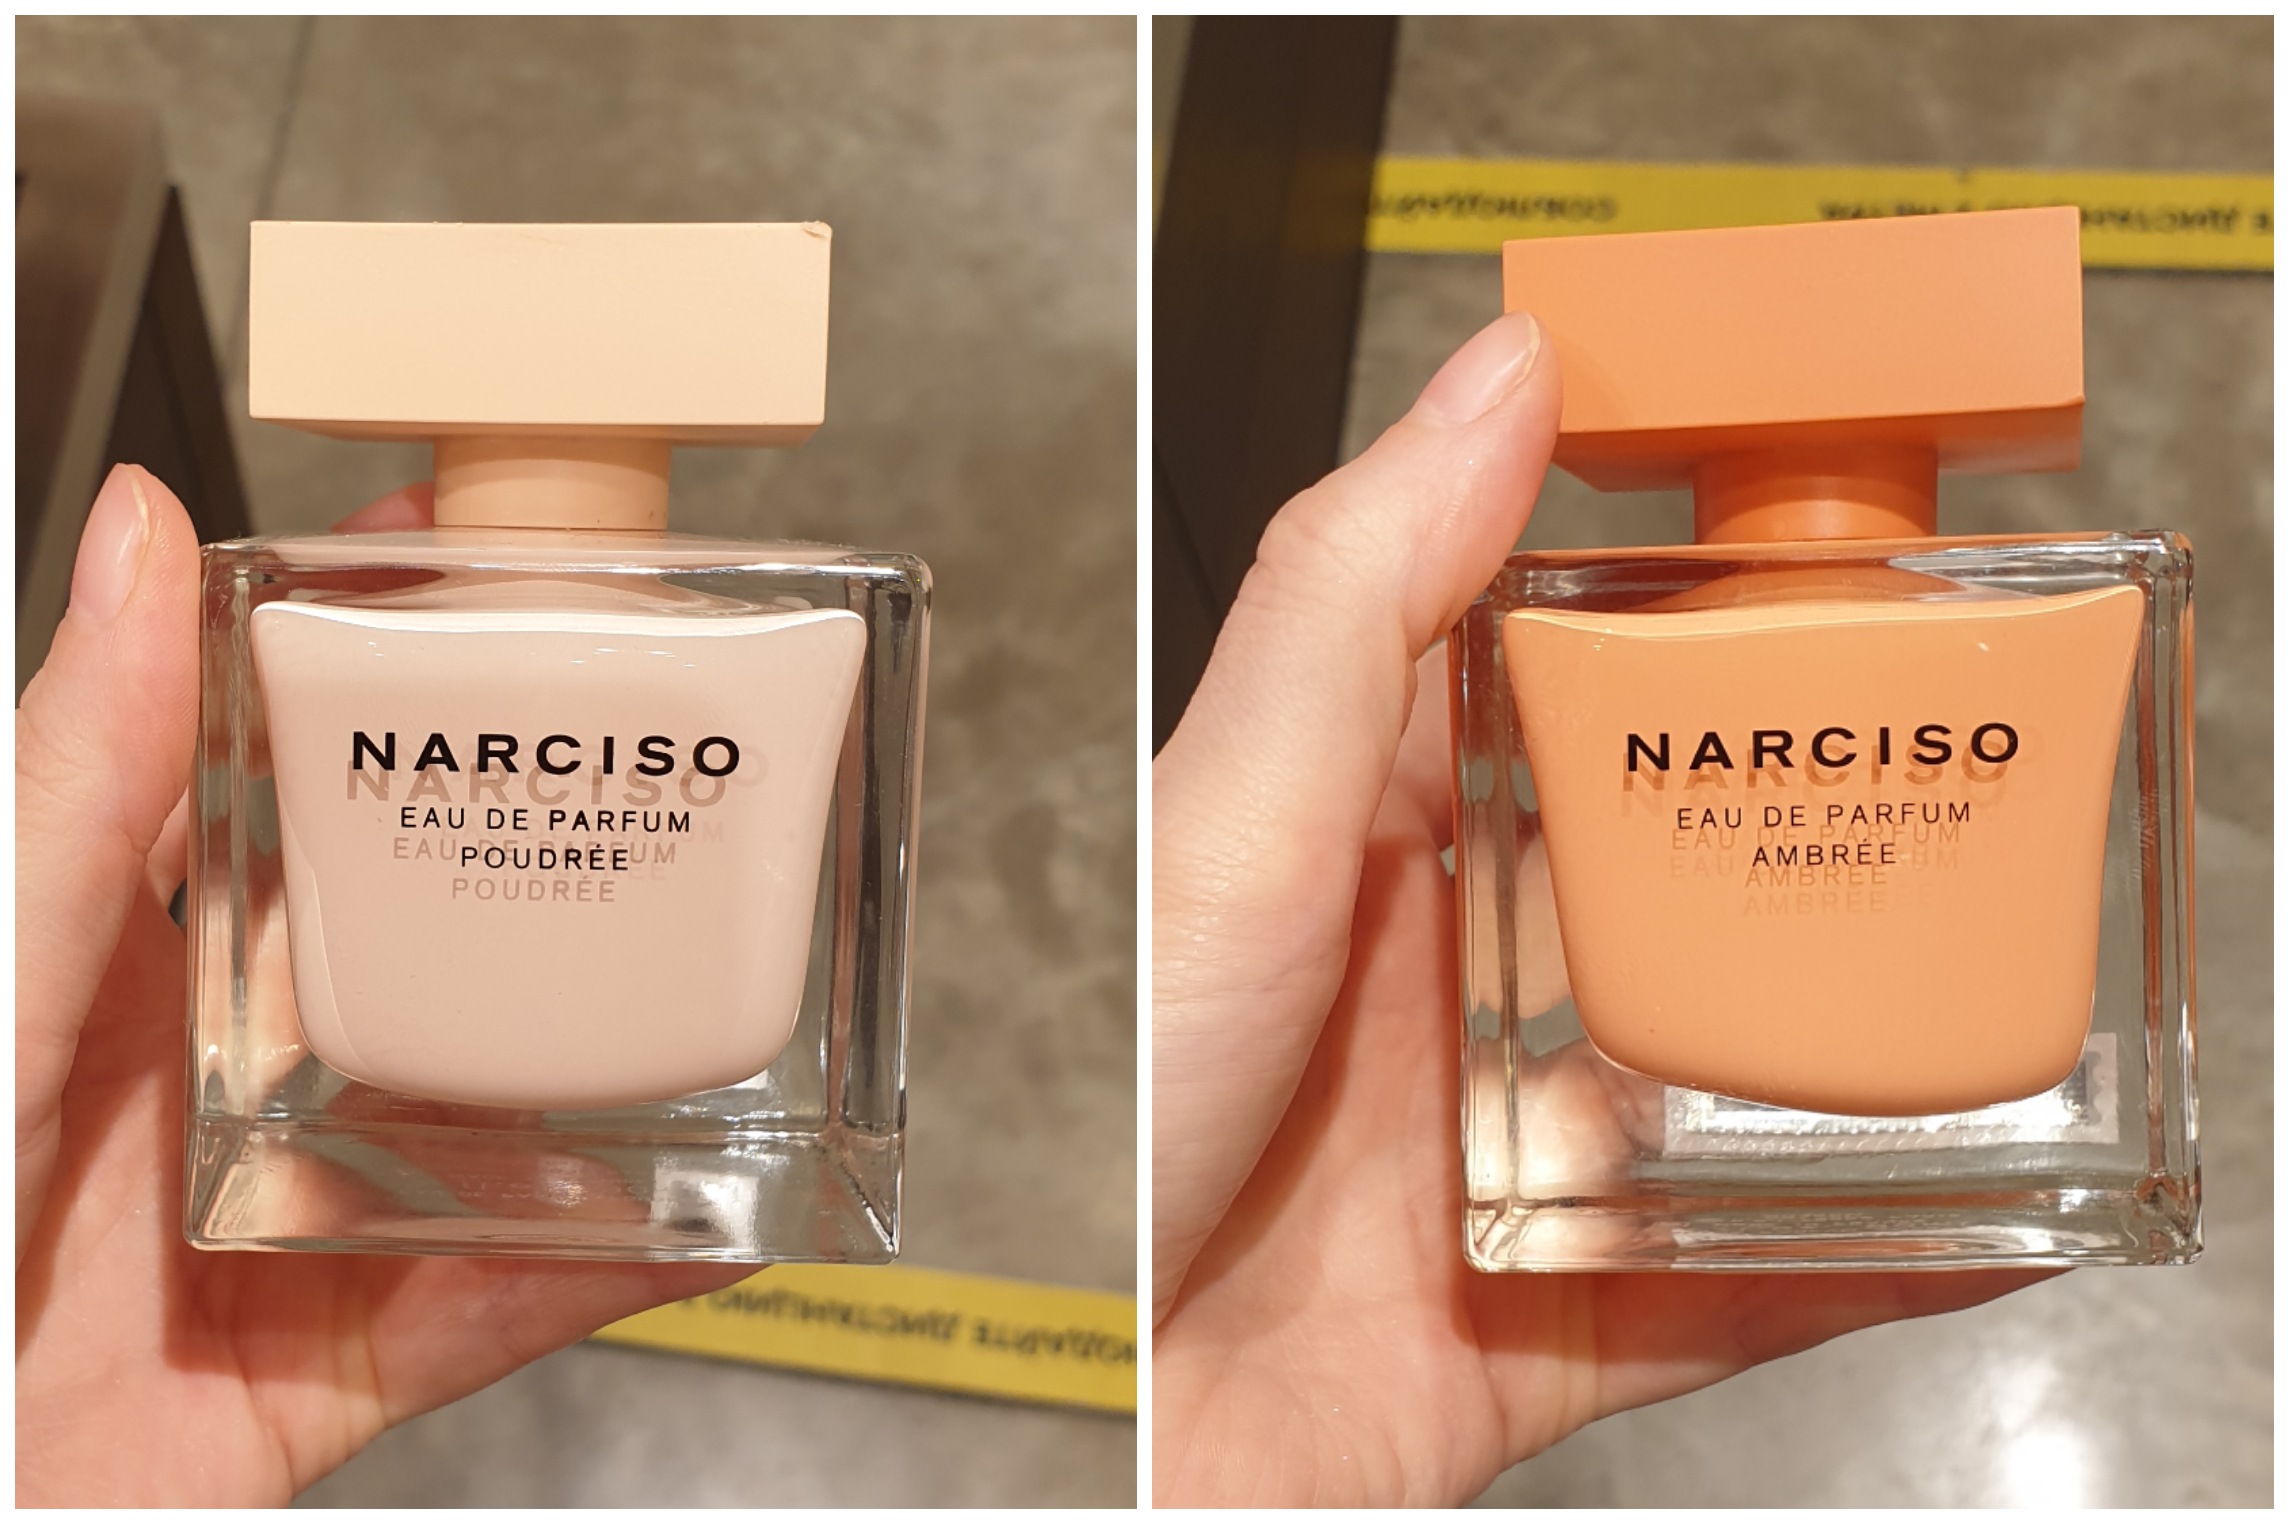 NARCISO
EAU DE PARFUM
POUDRÉE
NARCISO
EAU DE PARFUM
AMBRÉE